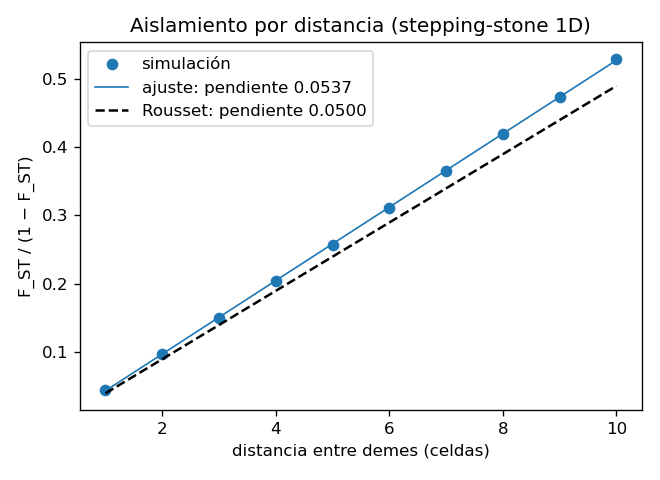 Aislamiento por distancia (stepping-stone 1D)
simulación
ajuste: pendiente 0.0537
Rousset: pendiente 0.0500
F_ST / (1 − F_ST)
0.5
0.4
0.3
0.2
0.1
2 4 6 8 10
distancia entre demes (celdas)